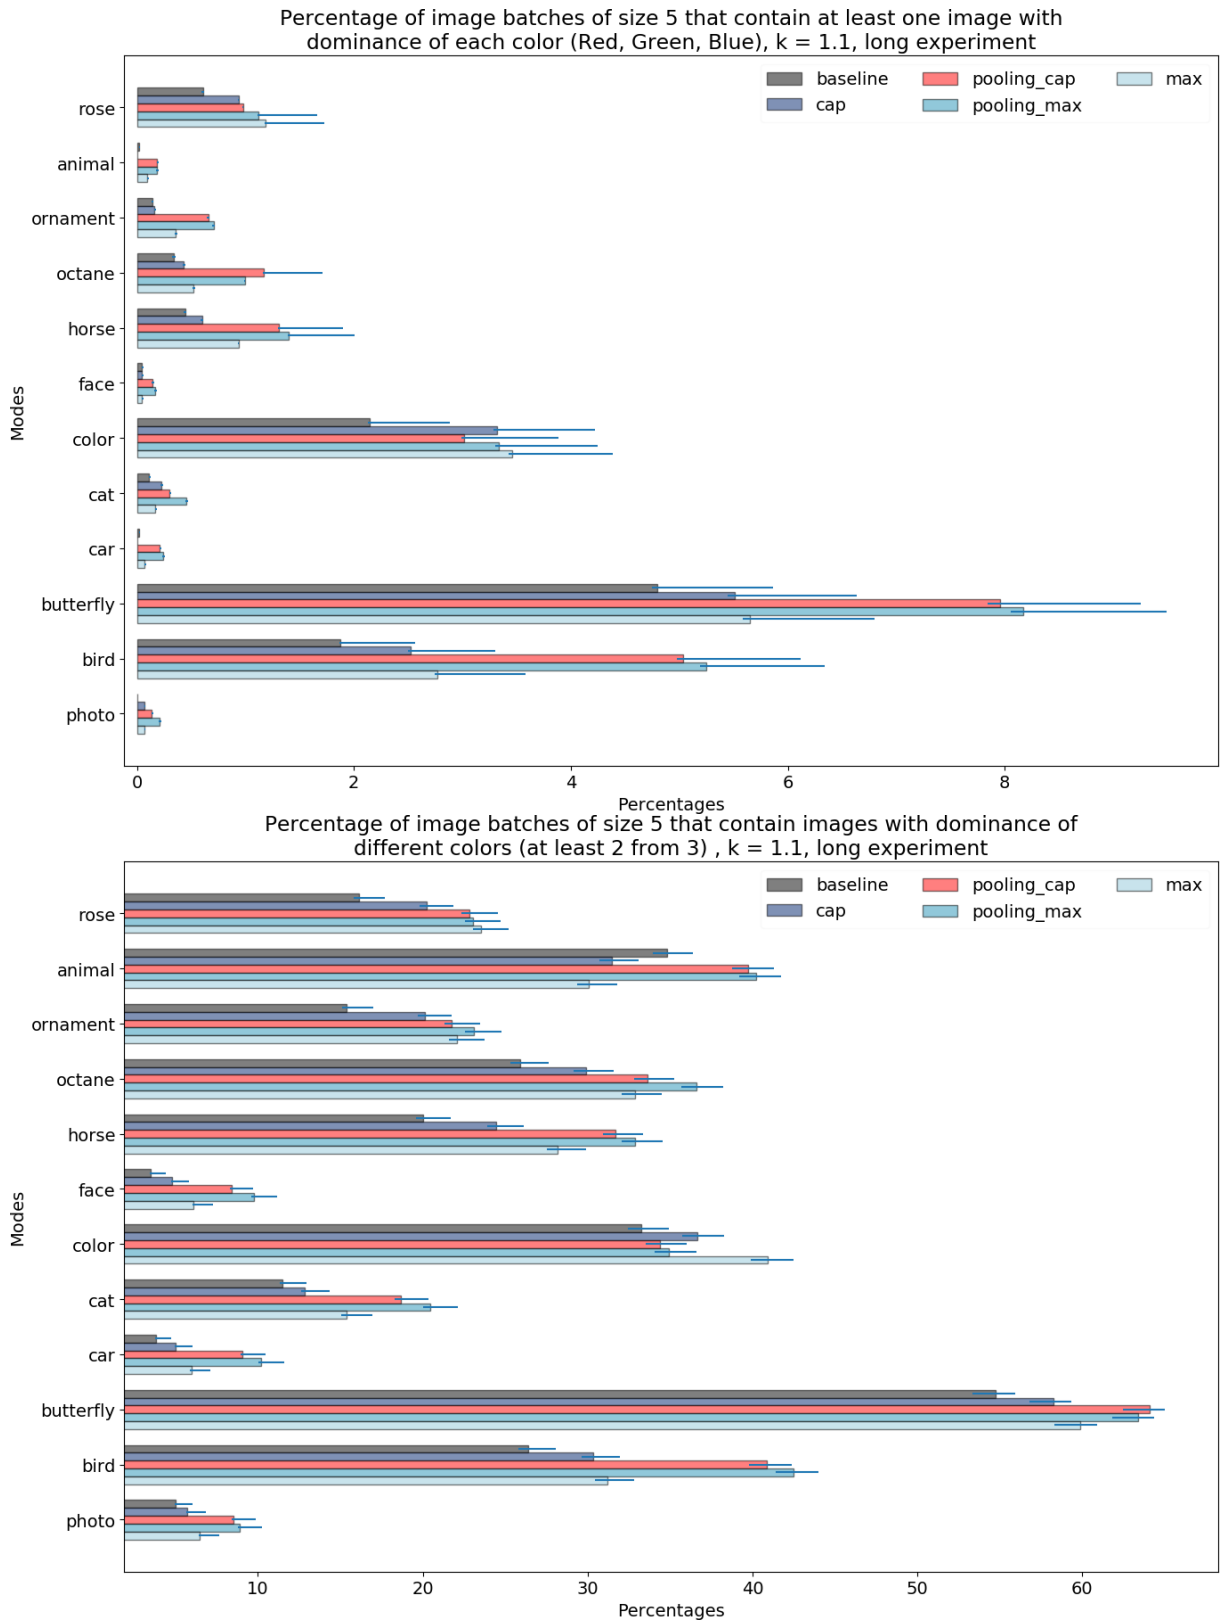 Percentage of image batches of size 5 that contain at least one image with
dominance of each color (Red, Green, Blue), k = 1.1, long experiment
baseline pooling_cap max
cap pooling_max
rose
animal
ornament
octane
horse
face
color
cat
car
butterfly
bird
photo
Modes
0 2 4 6 8
Percentages
Percentage of image batches of size 5 that contain images with dominance of
different colors (at least 2 from 3) , k = 1.1, long experiment
baseline pooling_cap max
cap pooling_max
rose
animal
ornament
octane
horse
face
color
cat
car
butterfly
bird
photo
Modes
10 20 30 40 50 60
Percentages